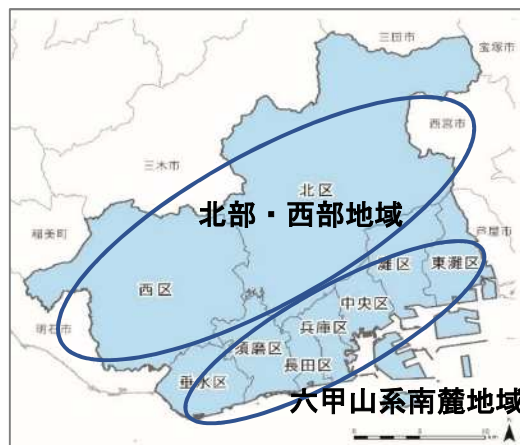 三田市
宝塚市
西宮市
三木市
北区
北部・西部地域
稲美町
芦屋市
灘区
東灘区
西区
中央区
明石市
兵庫区
須磨区
長田区
垂水区
六甲山系南麓地域